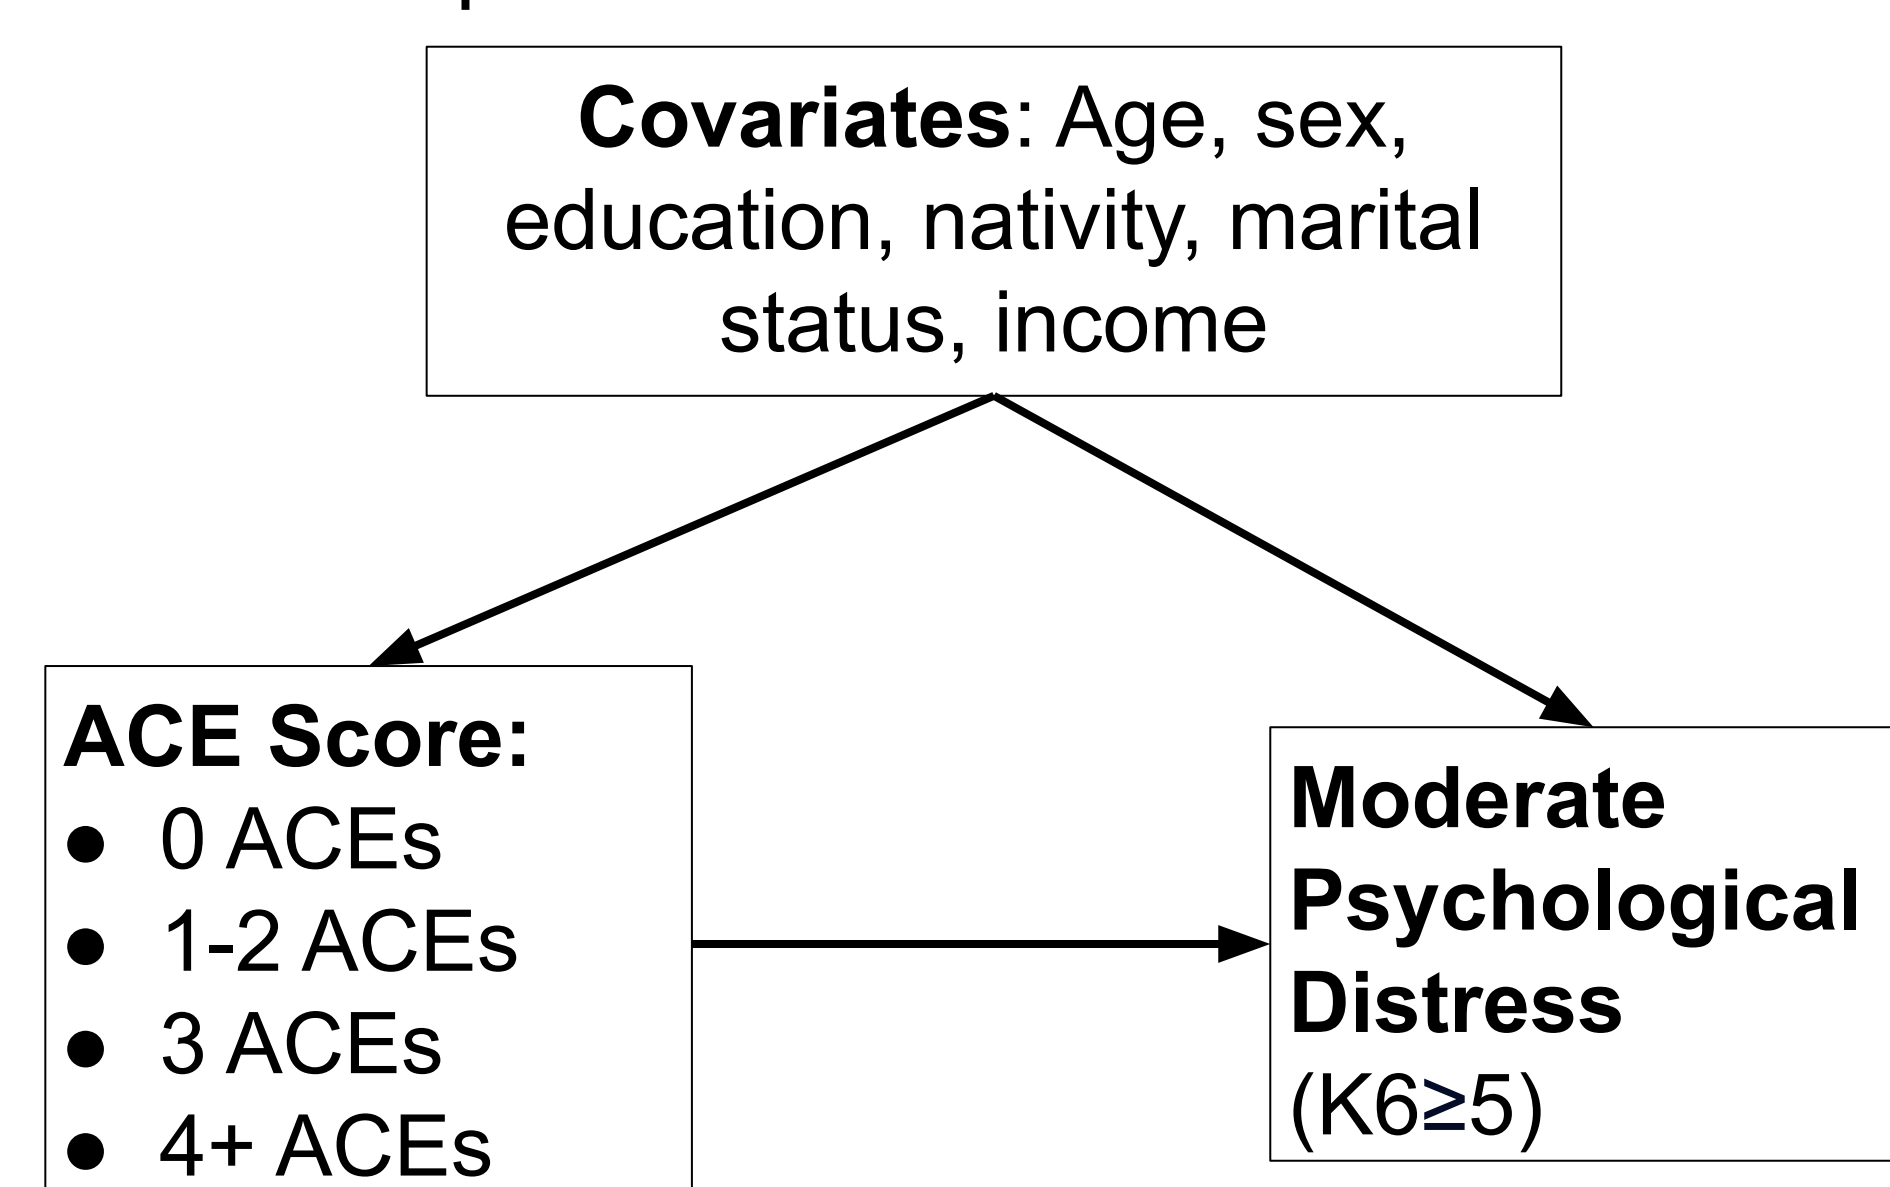 Covariates: Age, sex,
education, nativity, marital
status, income
ACE Score:
● 0 ACEs
● 1-2 ACEs
● 3 ACEs
● 4+ ACEs
Moderate
Psychological
Distress
(K6≥5)